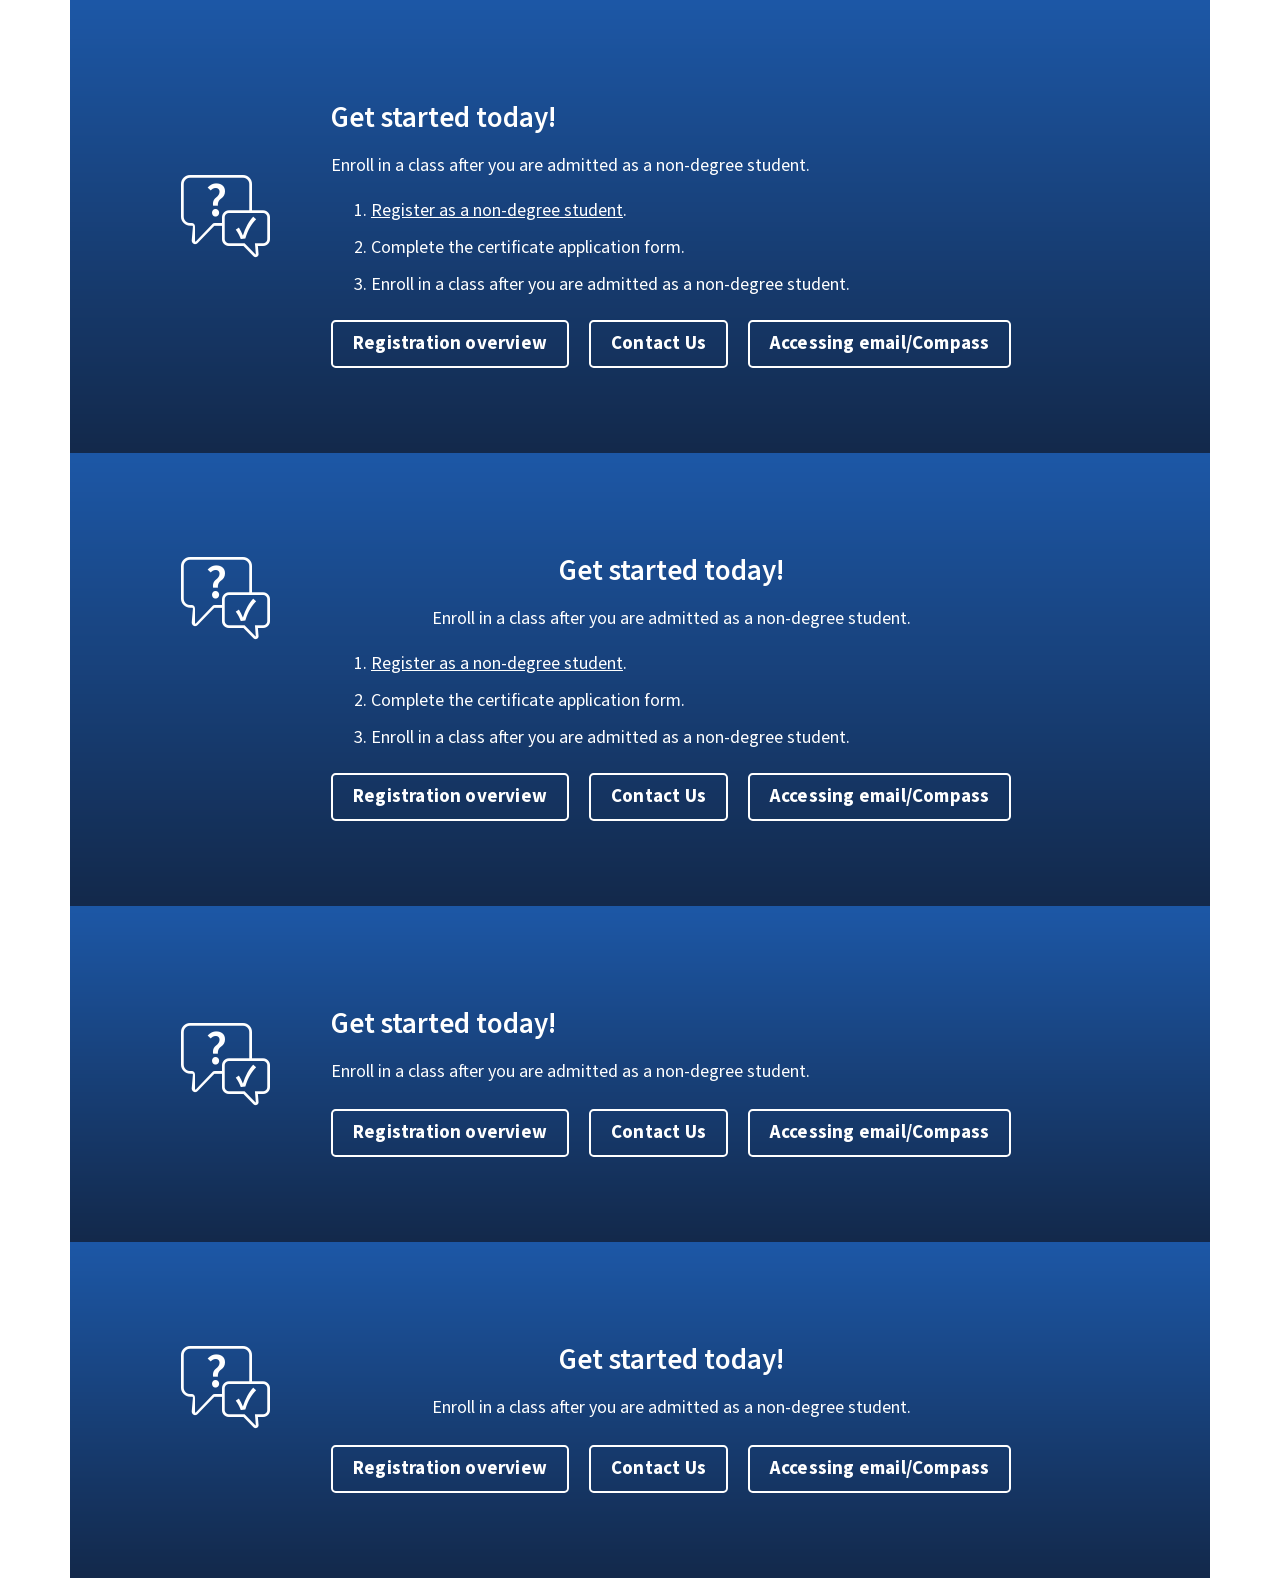 Get started today!
Enroll in a class after you are admitted as a non-degree student.
1. Register as a non-degree student.
2. Complete the certificate application form.
3. Enroll in a class after you are admitted as a non-degree student.
Registration overview Contact Us Accessing email/Compass
Get started today!
Enroll in a class after you are admitted as a non-degree student.
1. Register as a non-degree student.
2. Complete the certificate application form.
3. Enroll in a class after you are admitted as a non-degree student.
Registration overview Contact Us Accessing email/Compass
Get started today!
Enroll in a class after you are admitted as a non-degree student.
Registration overview Contact Us Accessing email/Compass
Get started today!
Enroll in a class after you are admitted as a non-degree student.
Registration overview Contact Us Accessing email/Compass